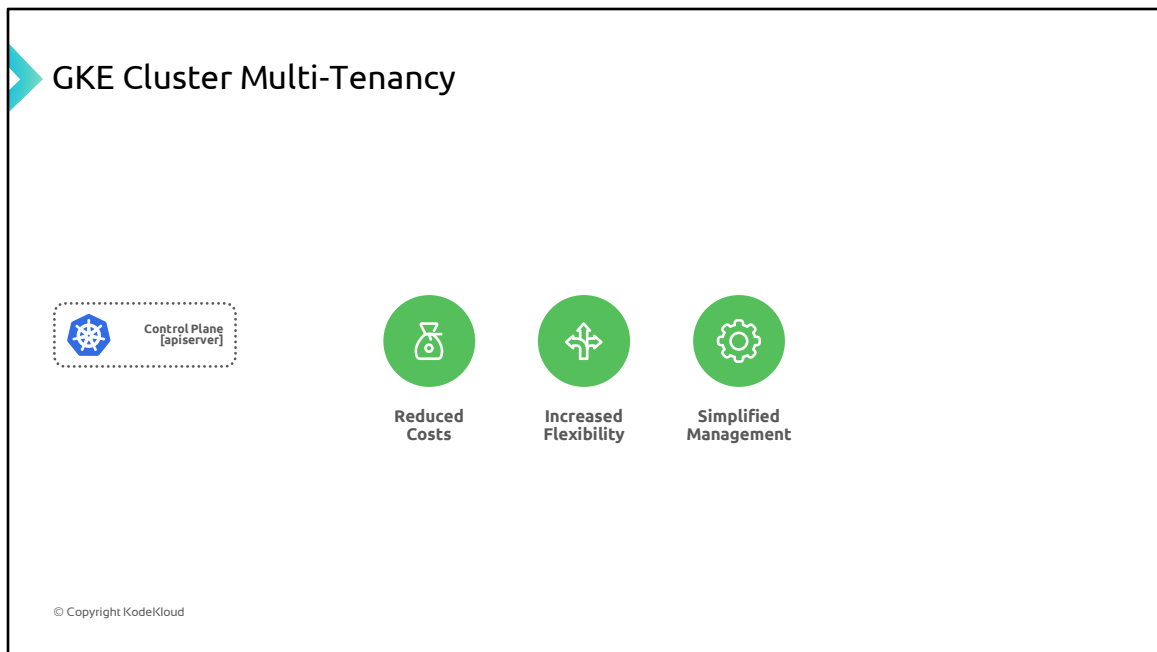 GKE Cluster Multi-Tenancy
Control Plane
[apiserver]
Reduced
Costs
Increased
Flexibility
Simplified
Management
© Copyright KodeKloud